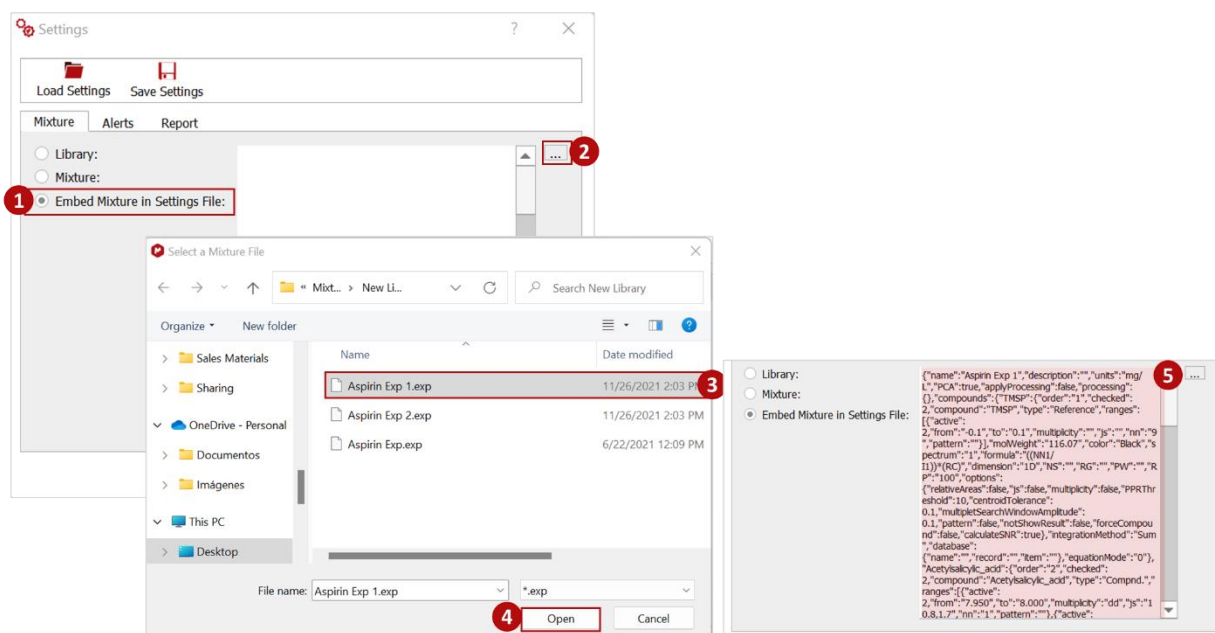 Settings
?
Load Settings Save Settings
Mixture Alerts Report
Library:
...
2
Mixture:
1
Embed Mixture in Settings File:
Select a Mixture File
« Mixt... › New Li...
Search New Library
Organize New folder
?
Sales Materials
Name
Date modified
Aspirin Exp 1.exp
11/26/2021 2:03 PM
3
Sharing
Aspirin Exp 2.exp
11/26/2021 2:03 PM
OneDrive - Personal
Aspirin Exp.exp
6/22/2021 12:09 PM
Documentos
Imágenes
This PC
Desktop
File name: Aspirin Exp 1.exp
*.exp
4
Open
Cancel
Library:
Mixture:
Embed Mixture in Settings File:
5
...
{"name":"Aspirin Exp 1","description":"","units":"mg/
L","PCA":true,"applyProcessing":false,"processing":
{},"compounds":{"TMSP":{"order":"1","checked":
2,"compound":"TMSP","type":"Reference","ranges":
[{"active":
2,"from":"-0.1","to":"0.1","multiplicity":"","js":"","nn":"9
","pattern":""}],"molWeight":"116.07","color":"Black","s
pectrum":"1","formula":"((NN1/
I1))*(RC)","dimension":"1D","NS":"","RG":"","PW":"","R
P":"100","options":
{"relativeAreas":false,"js":false,"multiplicity":false,"PPRThr
eshold":10,"centroidTolerance":
0.1,"multipletSearchWindowAmplitude":
0.1,"pattern":false,"notShowResult":false,"forceCompou
nd":false,"calculateSNR":true},"integrationMethod":"Sum
","database":
{"name":"","record":"","item":""},"equationMode":"0"},
"Acetylsalicylic_acid":{"order":"2","checked":
2,"compound":"Acetylsalicylic_acid","type":"Compnd.","
ranges":[{"active":
2,"from":"7.950","to":"8.000","multiplicity":"dd","js":"1
0.8,1.7","nn":"1","pattern":""},{"active":